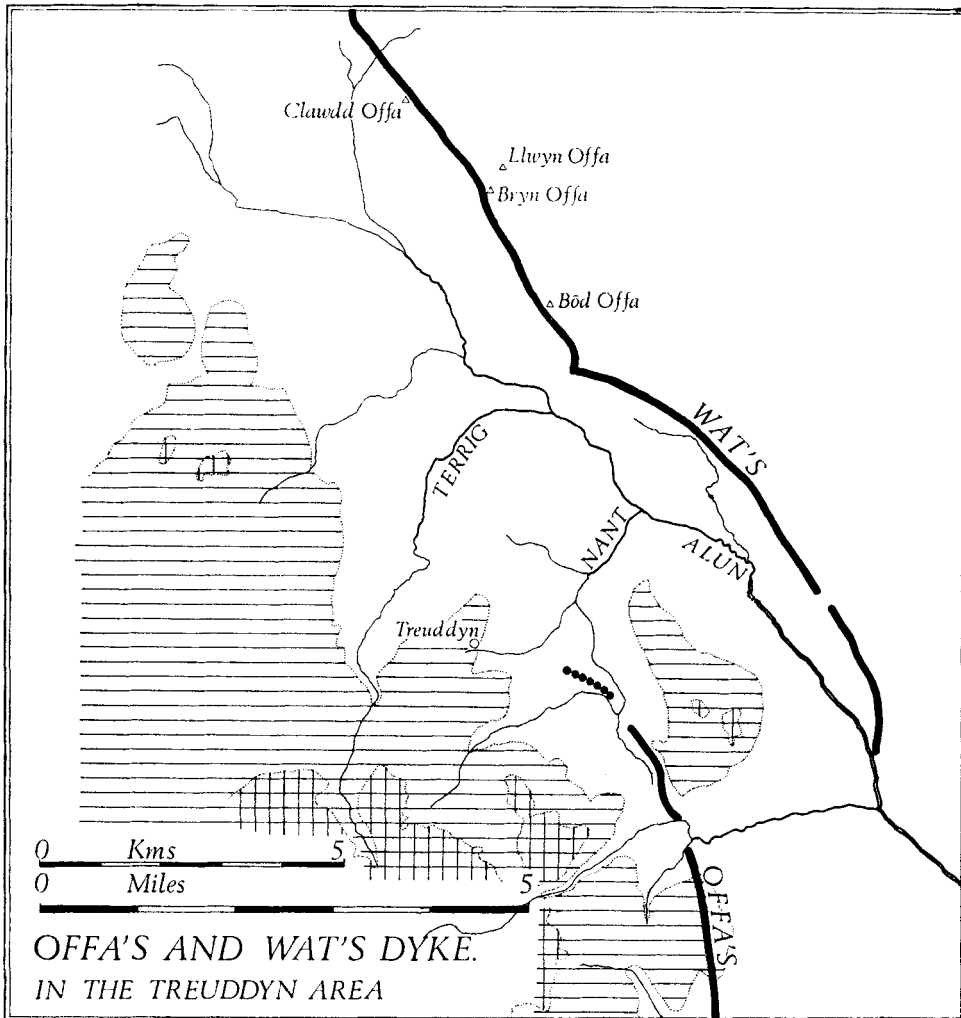 Clawdd Offa
Llwyn Offa
Bryn Offa
Bôd Offa
WAT'S
TERRIG
NANT
ALUN
Treuddyn
0 Kms 5
0 Miles 5
OFFA'S
OFFA'S AND WAT'S DYKE.
IN THE TREUDDYN AREA